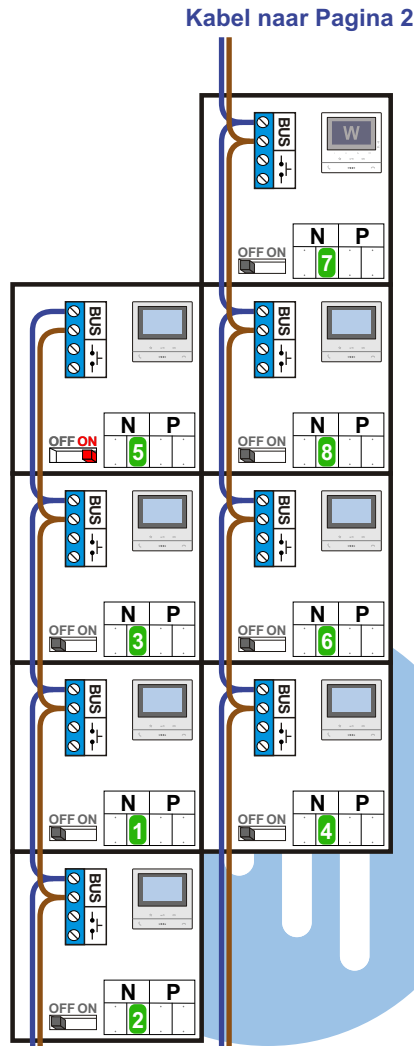 Kabel naar Pagina 2
BUS
W
OFF ON
N P
7
BUS
OFF ON
N P
5
BUS
OFF ON
N P
8
BUS
OFF ON
N P
3
BUS
OFF ON
N P
6
BUS
OFF ON
N P
1
BUS
OFF ON
N P
4
BUS
OFF ON
N P
2